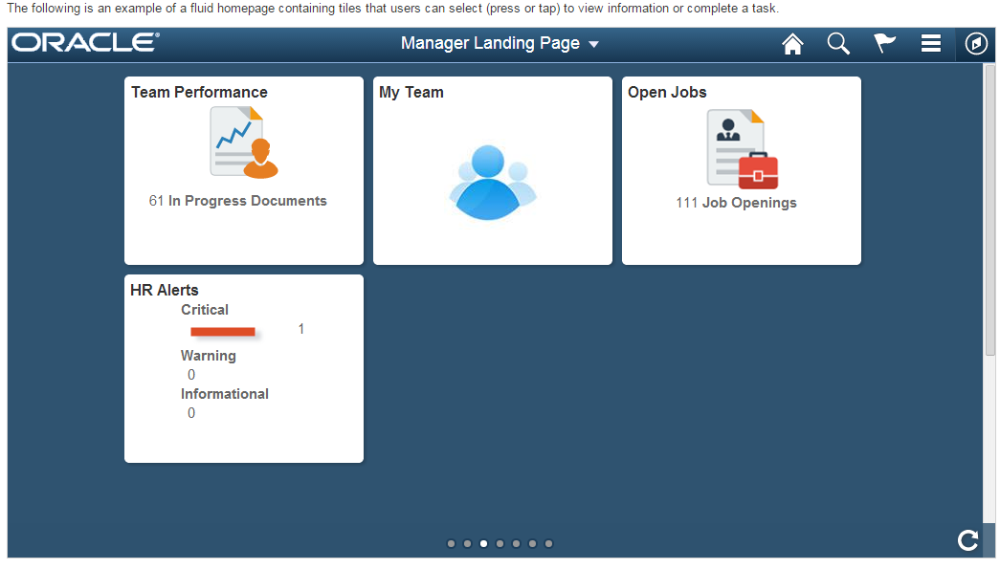 The following is an example of a fluid homepage containing tiles that users can select (press or tap) to view information or complete a task.
ORACLE®
Manager Landing Page
Team Performance
61 In Progress Documents
My Team
Open Jobs
111 Job Openings
HR Alerts
Critical
1
Warning
0
Informational
0